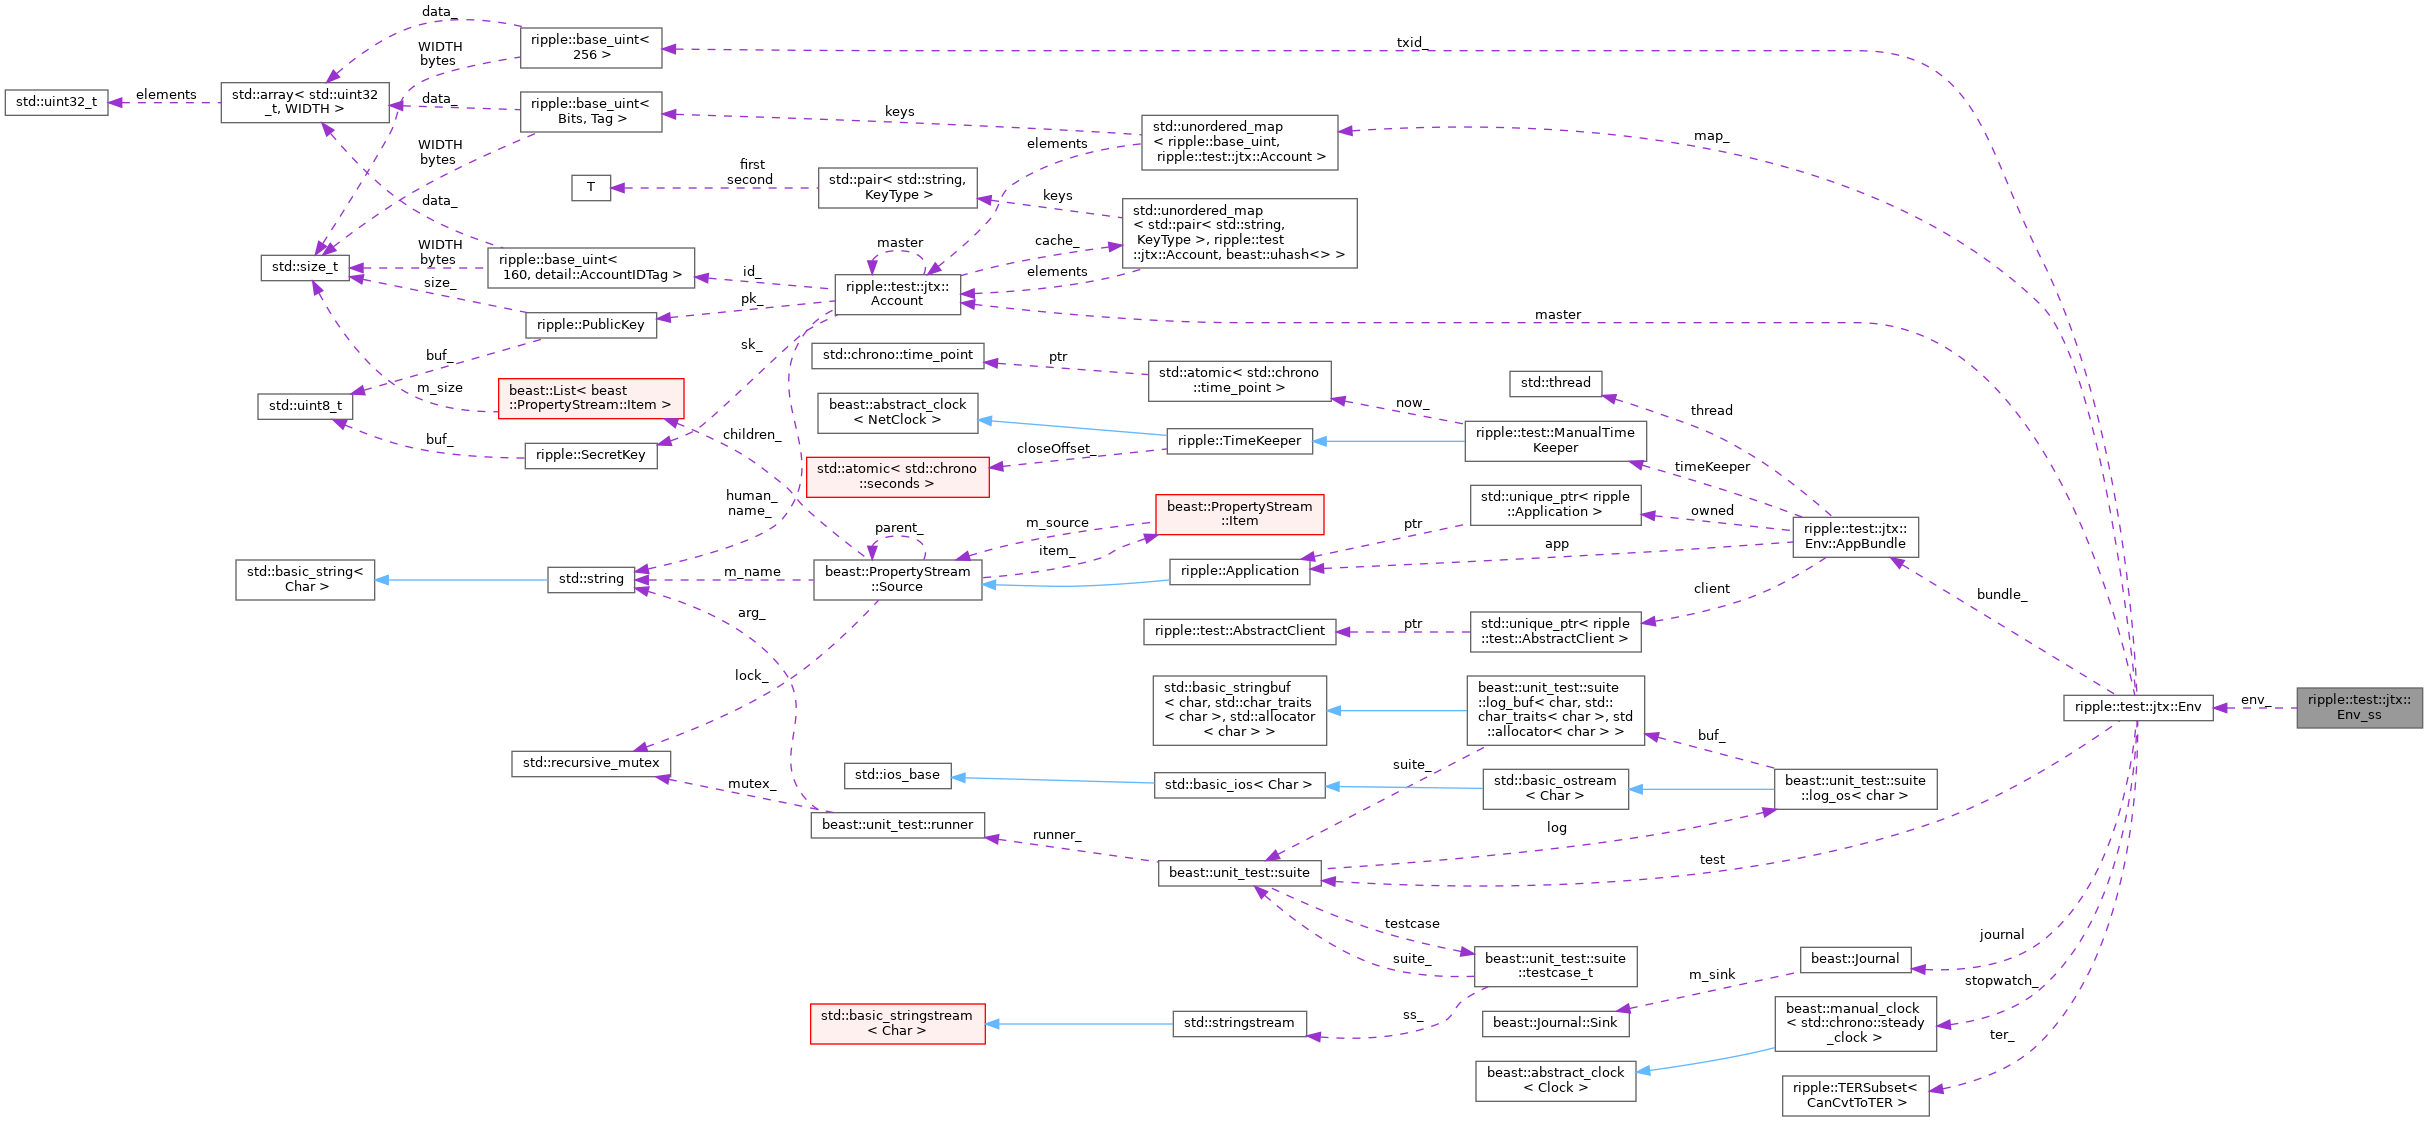 data_
ripple::base_uint<
256 >
WIDTH
bytes
txid_
std::uint32_t
elements
std::array< std::uint32
_t, WIDTH >
data_
ripple::base_uint<
Bits, Tag >
keys
std::unordered_map
< ripple::base_uint,
ripple::test::jtx::Account >
map_
WIDTH
bytes
elements
T
first
second
std::pair< std::string,
KeyType >
keys
std::unordered_map
< std::pair< std::string,
KeyType >, ripple::test
::jtx::Account, beast::uhash<> >
data_
master
cache_
elements
std::size_t
WIDTH
bytes
ripple::base_uint<
160, detail::AccountIDTag >
id_
ripple::test::jtx::
Account
size_
pk_
ripple::PublicKey
master
sk_
buf_
std::chrono::time_point
ptr
std::atomic< std::chrono
::time_point >
std::thread
thread
m_size
beast::List< beast
::PropertyStream::Item >
std::uint8_t
beast::abstract_clock
< NetClock >
now_
children_
buf_
ripple::SecretKey
closeOffset_
ripple::TimeKeeper
ripple::test::ManualTime
Keeper
timeKeeper
std::atomic< std::chrono
::seconds >
human_
name_
parent_
m_source
beast::PropertyStream
::Item
item_
ptr
std::unique_ptr< ripple
::Application >
owned
ripple::test::jtx::
Env::AppBundle
app
std::basic_string<
Char >
std::string
m_name
beast::PropertyStream
::Source
ripple::Application
client
bundle_
arg_
ripple::test::AbstractClient
ptr
std::unique_ptr< ripple
::test::AbstractClient >
lock_
std::basic_stringbuf
< char, std::char_traits
< char >, std::allocator
< char > >
beast::unit_test::suite
::log_buf< char, std::
char_traits< char >, std
::allocator< char > >
buf_
ripple::test::jtx::Env
env_
ripple::test::jtx::
Env_ss
std::recursive_mutex
mutex_
std::ios_base
std::basic_ios< Char >
suite_
std::basic_ostream
< Char >
beast::unit_test::suite
::log_os< char >
beast::unit_test::runner
runner_
log
beast::unit_test::suite
test
testcase
suite_
beast::unit_test::suite
::testcase_t
journal
beast::Journal
m_sink
stopwatch_
std::basic_stringstream
< Char >
std::stringstream
ss_
beast::Journal::Sink
beast::manual_clock
< std::chrono::steady
_clock >
ter_
beast::abstract_clock
< Clock >
ripple::TERSubset<
CanCvtToTER >